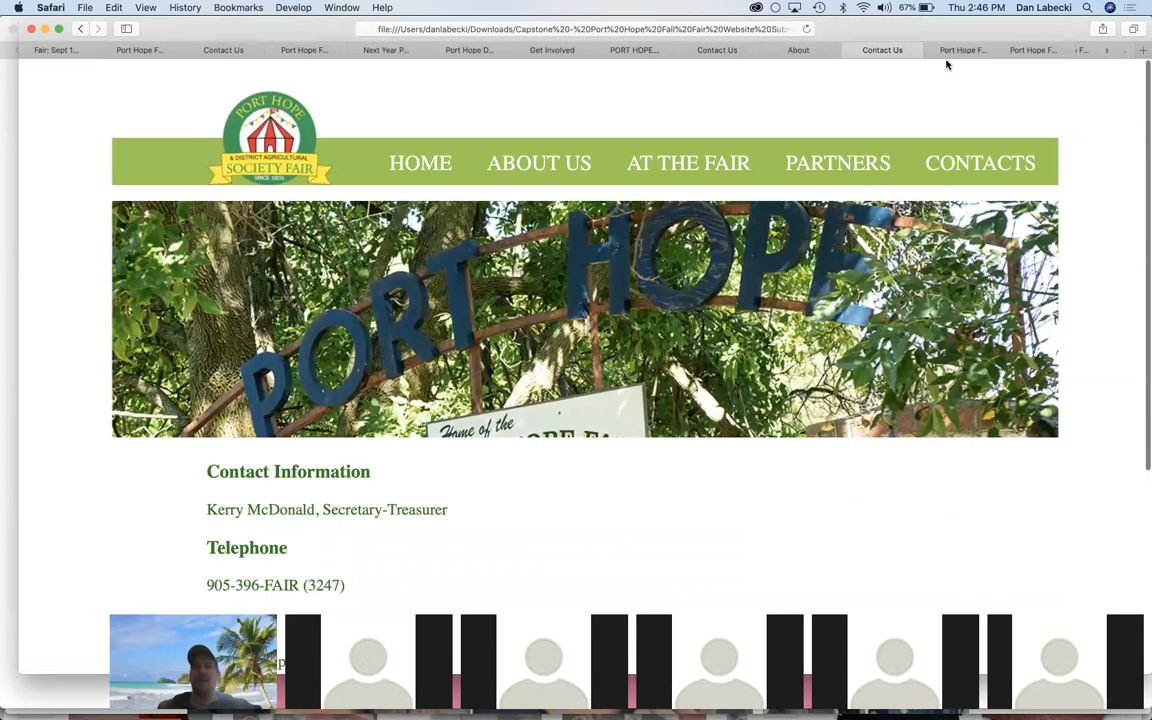 Safari File Edit View History Bookmarks Develop Window Help 67% Thu 2:46 PM Dan Labecki
file:///Users/danlabecki/Downloads/Capstone%20-%20Port%20Hope%20Fall%20Fair%20Website%20Sub
Fair: Sept 1... Port Hope F... Contact Us Port Hope F... Next Year P... Port Hope D... Get Involved PORT HOPE... Contact Us About Contact Us Port Hope F... Port Hope F... F...
PORT HOPE
& DISTRICT AGRICULTURAL
SOCIETY FAIR
SINCE 1831
HOME ABOUT US AT THE FAIR PARTNERS CONTACTS
PORT HOPE
Home of the
Contact Information
Kerry McDonald, Secretary-Treasurer
Telephone
905-396-FAIR (3247)